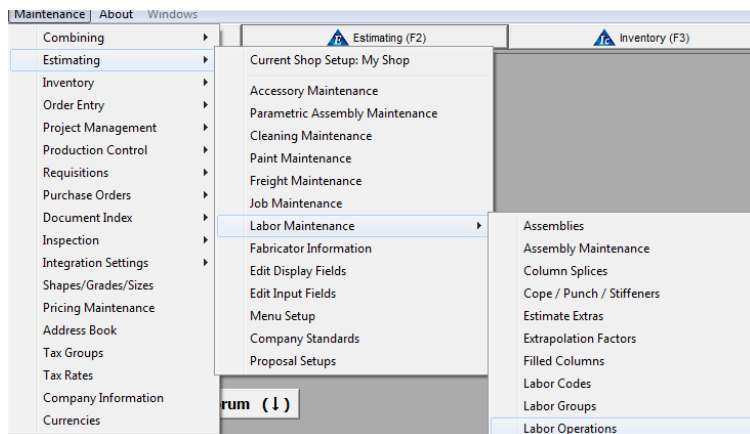 Maintenance About Windows
Estimating (F2)
Inventory (F3)
Combining
Estimating
Inventory
Order Entry
Project Management
Production Control
Requisitions
Purchase Orders
Document Index
Inspection
Integration Settings
Shapes/Grades/Sizes
Pricing Maintenance
Address Book
Tax Groups
Tax Rates
Company Information
Currencies
Current Shop Setup: My Shop
Accessory Maintenance
Parametric Assembly Maintenance
Cleaning Maintenance
Paint Maintenance
Freight Maintenance
Job Maintenance
Labor Maintenance
Fabricator Information
Edit Display Fields
Edit Input Fields
Menu Setup
Company Standards
Proposal Setups
Assemblies
Assembly Maintenance
Column Splices
Cope / Punch / Stiffeners
Estimate Extras
Extrapolation Factors
Filled Columns
Labor Codes
Labor Groups
Labor Operations
rum (↓)